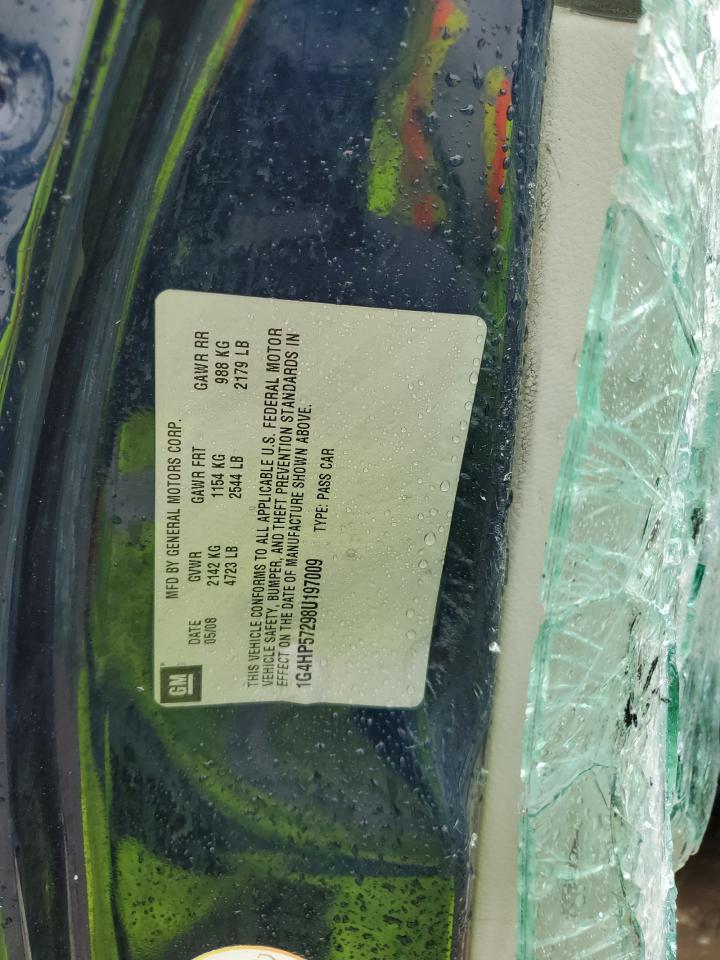 GM
MFD BY GENERAL MOTORS CORP.
DATE GVWR GAWR FRT GAWR RR
05/08 2142 KG 1154 KG 988 KG
4723 LB 2544 LB 2179 LB
THIS VEHICLE CONFORMS TO ALL APPLICABLE U.S. FEDERAL MOTOR
VEHICLE SAFETY, BUMPER, AND THEFT PREVENTION STANDARDS IN
EFFECT ON THE DATE OF MANUFACTURE SHOWN ABOVE.
1G4HP57298U197009 TYPE: PASS CAR